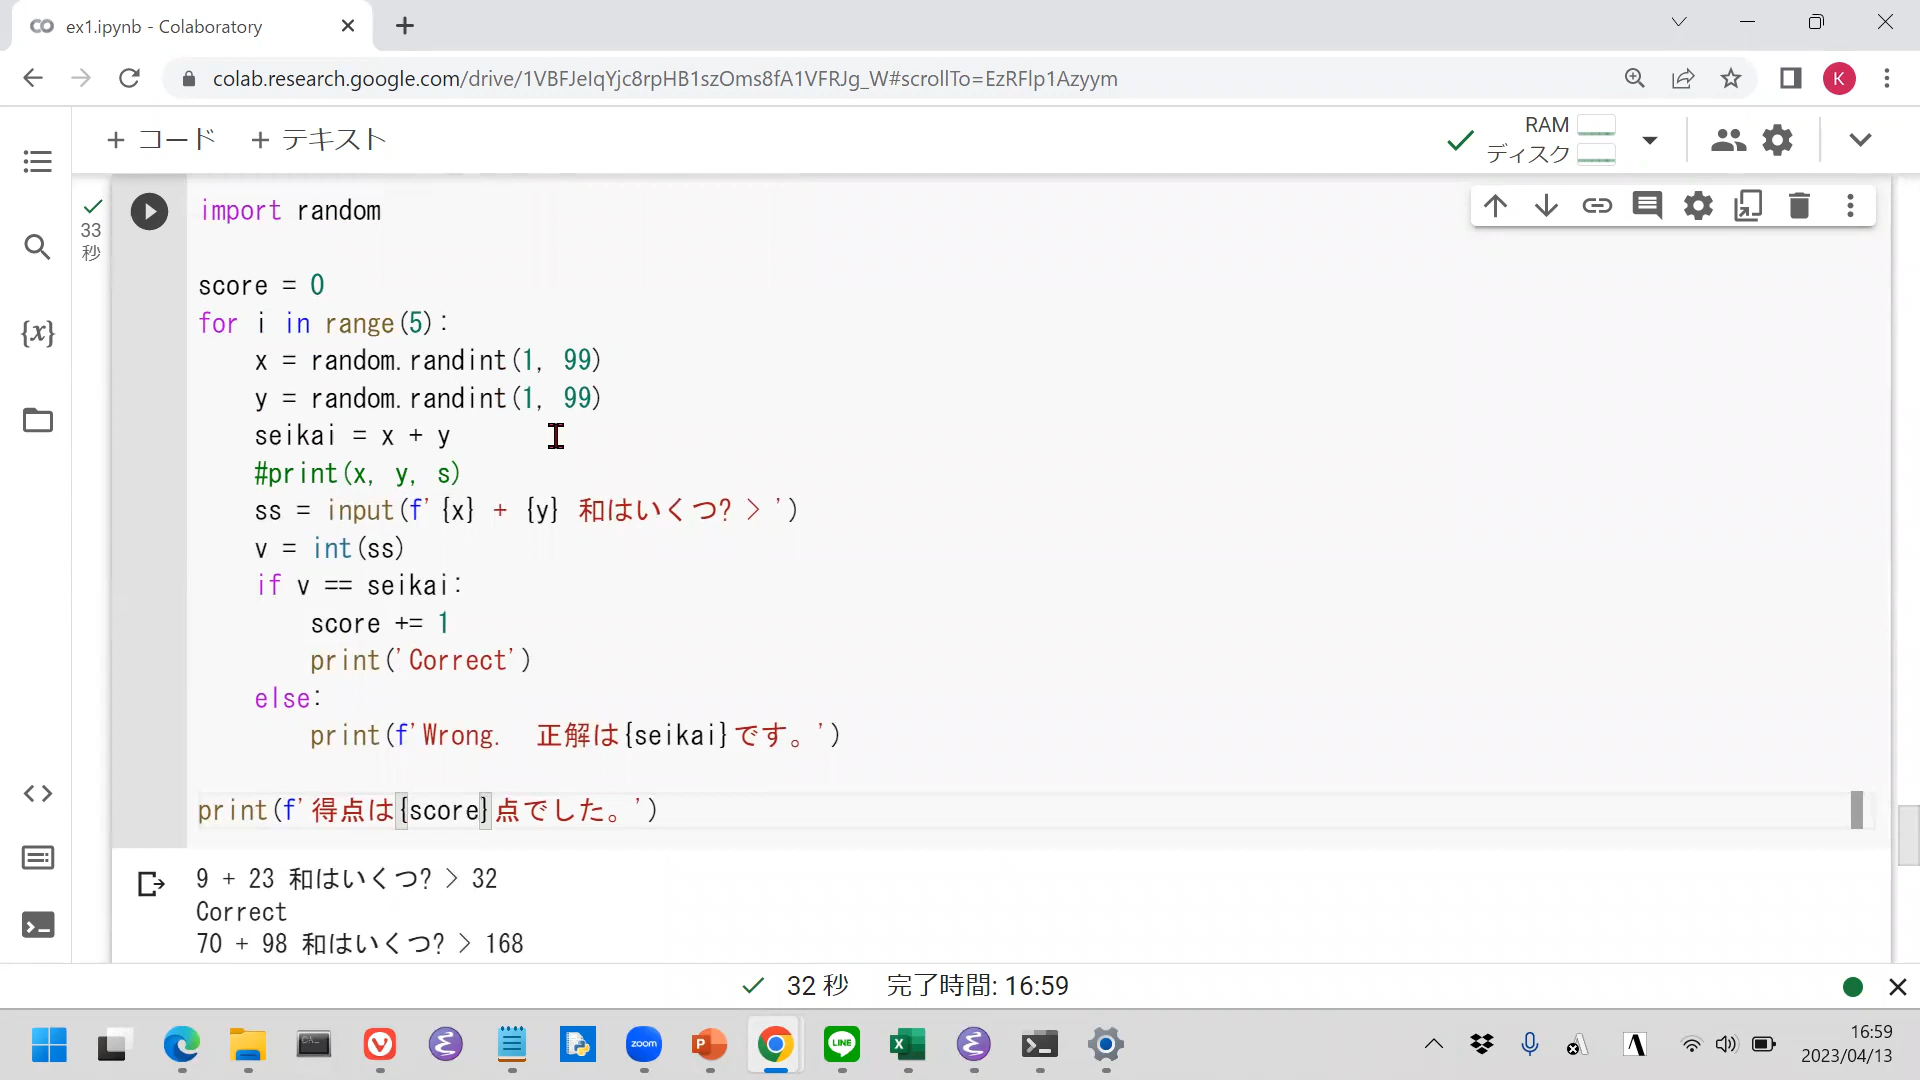 ex1.ipynb - Colaboratory
colab.research.google.com/drive/1VBFJeIqYjc8rpHB1szOms8fA1VFRJg_W#scrollTo=EzRFlp1Azyym
K
+ コード + テキスト
RAM
ディスク
33
秒
import random
score = 0
for i in range(5):
x = random.randint(1, 99)
y = random.randint(1, 99)
seikai = x + y
#print(x, y, s)
ss = input(f'{x} + {y} 和はいくつ? > ')
v = int(ss)
if v == seikai:
score += 1
print('Correct')
else:
print(f'Wrong.　正解は{seikai}です。')
print(f'得点は{score}点でした。')
9 + 23 和はいくつ? > 32
Correct
70 + 98 和はいくつ? > 168
32 秒 完了時間: 16:59
zoom
LINE
16:59
2023/04/13